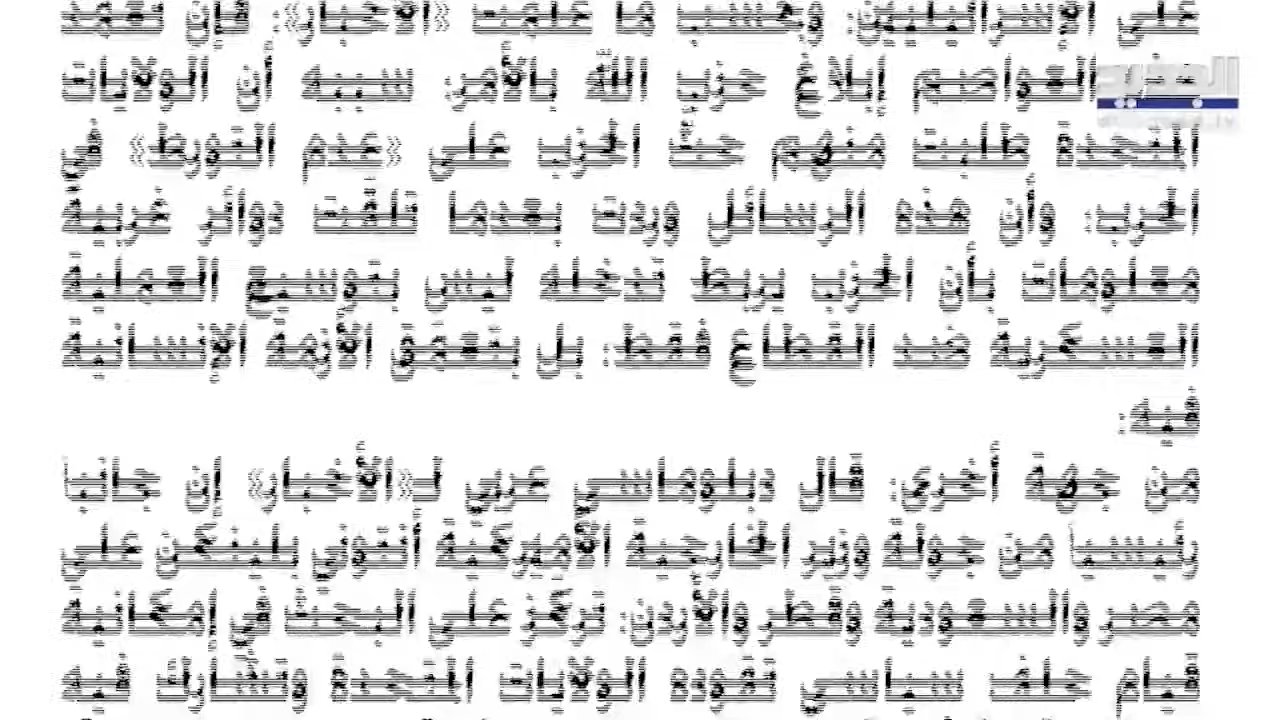 على الإسرائيليين. وحسب ما علمت «الأخبار»، فإن تعمّد
العواصم إبلاغ حزب الله بالأمر، سببه أن الولايات
المتحدة طلبت منهم حثّ الحزب على «عدم التورط» في
الحرب. وأن هذه الرسائل وردت بعدما تلقّت دوائر غربية
معلومات بأن الحزب يربط تدخله ليس بتوسيع العملية
العسكرية ضد القطاع فقط، بل بتعمّق الأزمة الإنسانية
فيه.
من جهة أخرى، قال دبلوماسي عربي لـ«الأخبار» إن جانباً
رئيسياً من جولة وزير الخارجية الأميركية أنتوني بلينكن على
مصر والسعودية وقطر والأردن، تركّز على البحث في إمكانية
قيام حلف سياسي تقوده الولايات المتحدة وتشارك فيه